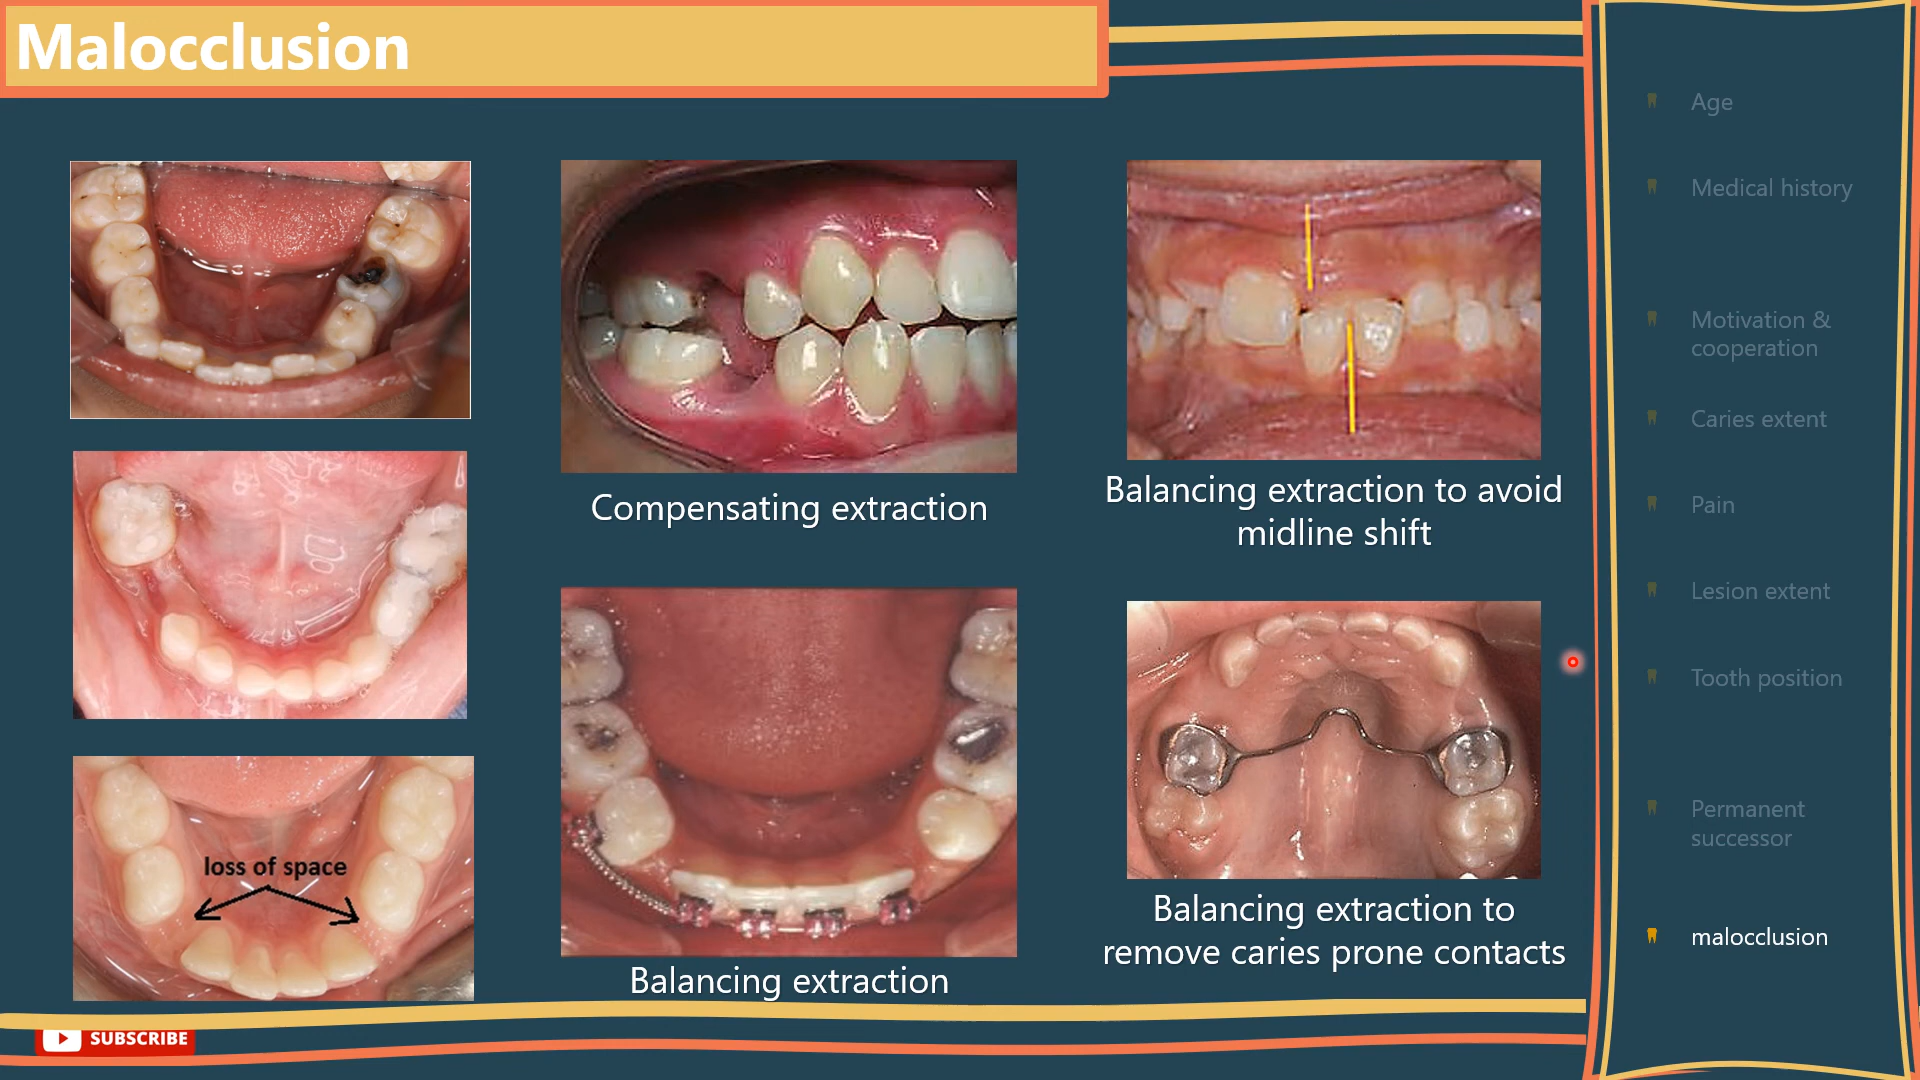 Malocclusion
Compensating extraction
Balancing extraction to avoid
midline shift
loss of space
Balancing extraction
Balancing extraction to
remove caries prone contacts
Age
Medical history
Motivation &
cooperation
Caries extent
Pain
Lesion extent
Tooth position
Permanent
successor
malocclusion
SUBSCRIBE